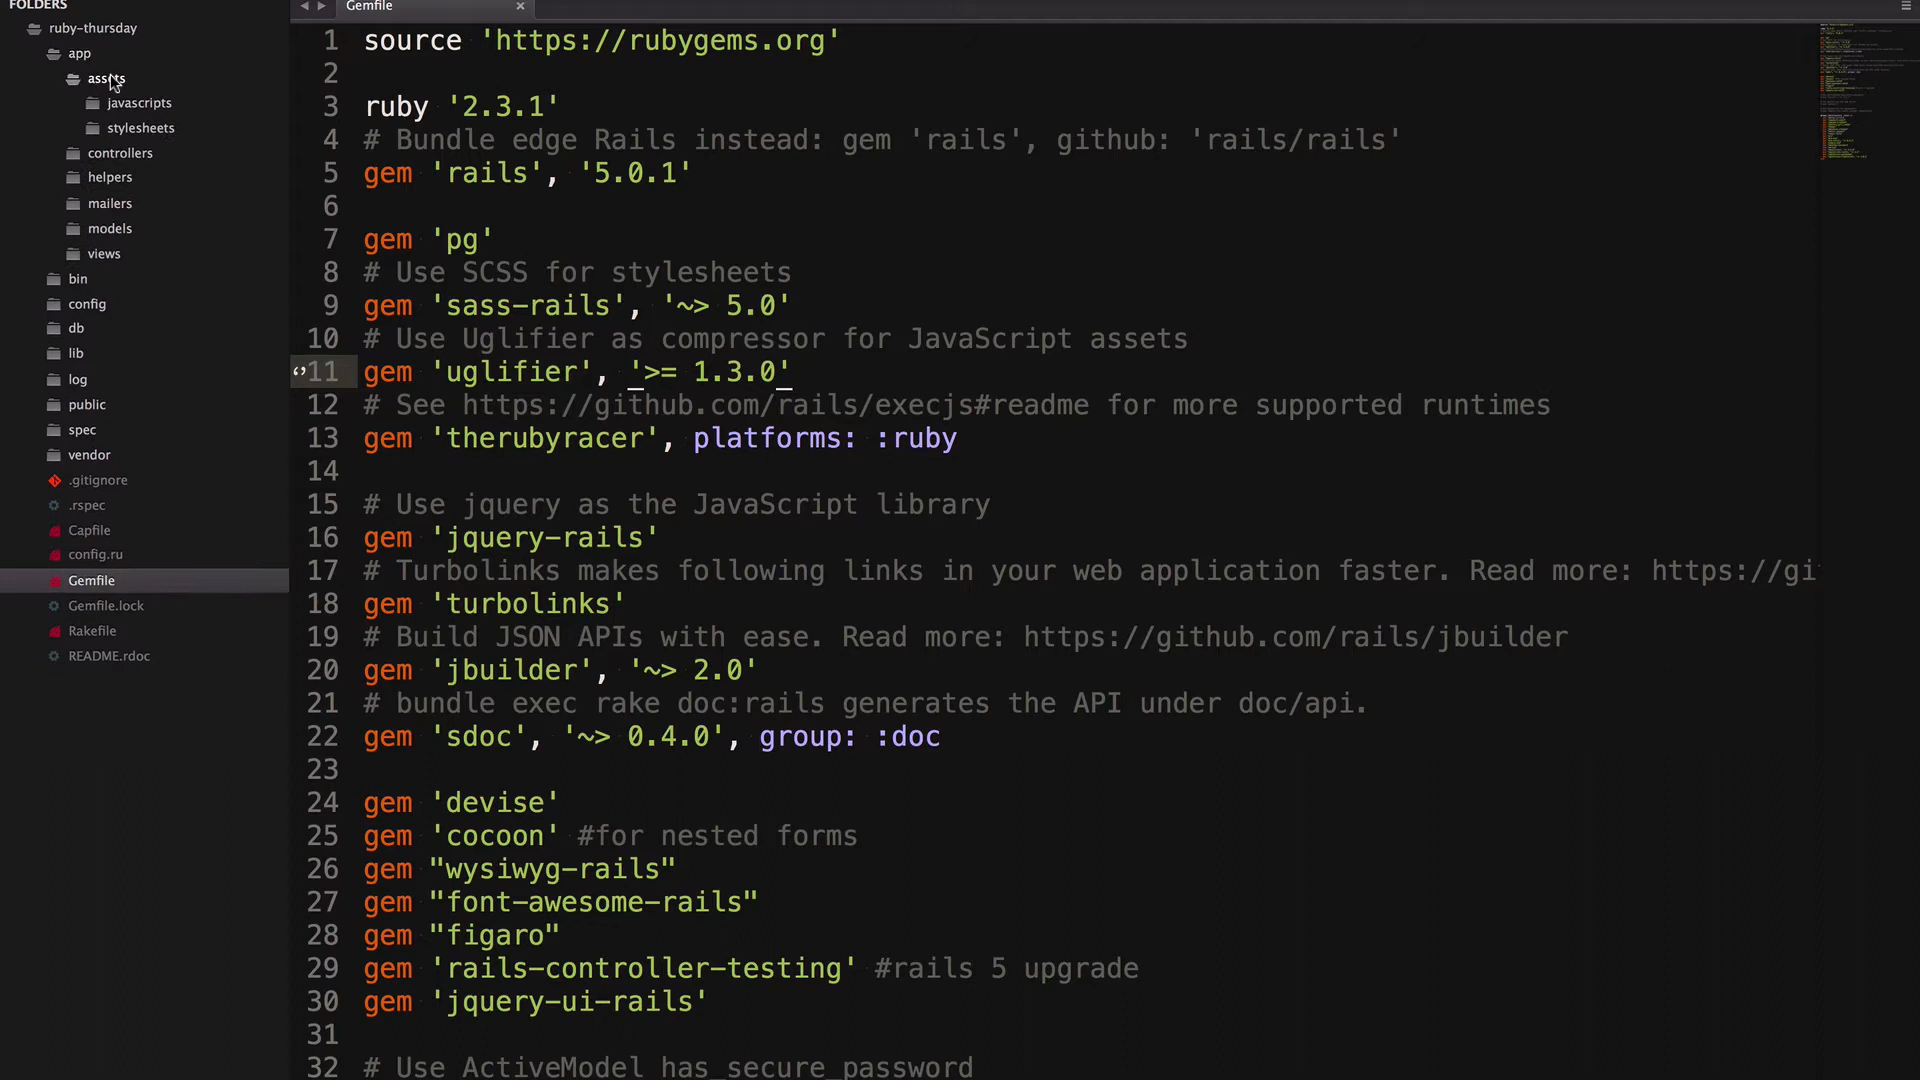 FOLDERS
ruby-thursday
app
assets
javascripts
stylesheets
controllers
helpers
mailers
models
views
bin
config
db
lib
log
public
spec
vendor
.gitignore
.rspec
Capfile
config.ru
Gemfile
Gemfile.lock
Rakefile
README.rdoc
Gemfile
1 source 'https://rubygems.org'
2
3 ruby '2.3.1'
4 # Bundle edge Rails instead: gem 'rails', github: 'rails/rails'
5 gem 'rails', '5.0.1'
6
7 gem 'pg'
8 # Use SCSS for stylesheets
9 gem 'sass-rails', '~> 5.0'
10 # Use Uglifier as compressor for JavaScript assets
11 gem 'uglifier', '>= 1.3.0'
12 # See https://github.com/rails/execjs#readme for more supported runtimes
13 gem 'therubyracer', platforms: :ruby
14
15 # Use jquery as the JavaScript library
16 gem 'jquery-rails'
17 # Turbolinks makes following links in your web application faster. Read more: https://gi
18 gem 'turbolinks'
19 # Build JSON APIs with ease. Read more: https://github.com/rails/jbuilder
20 gem 'jbuilder', '~> 2.0'
21 # bundle exec rake doc:rails generates the API under doc/api.
22 gem 'sdoc', '~> 0.4.0', group: :doc
23
24 gem 'devise'
25 gem 'cocoon' #for nested forms
26 gem "wysiwyg-rails"
27 gem "font-awesome-rails"
28 gem "figaro"
29 gem 'rails-controller-testing' #rails 5 upgrade
30 gem 'jquery-ui-rails'
31
32 # Use ActiveModel has_secure_password